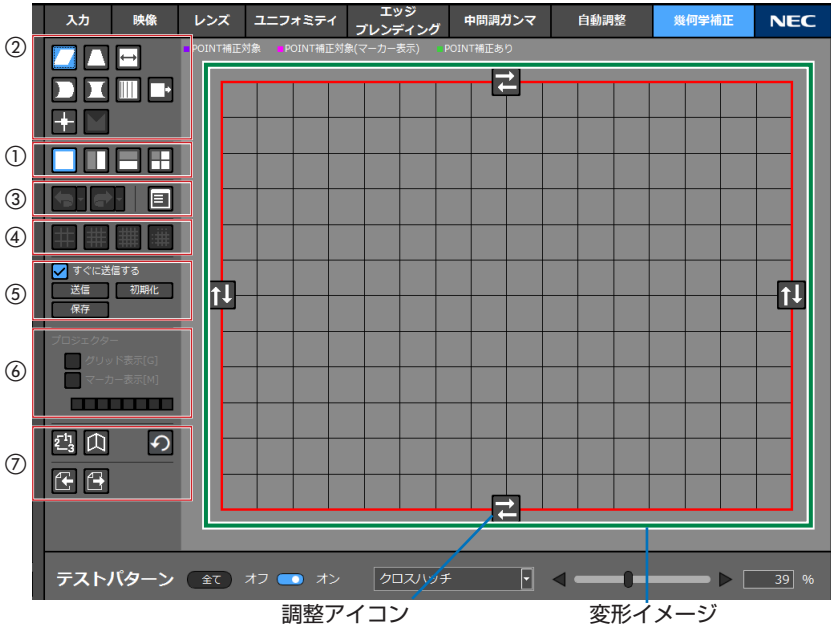 入力 映像 レンズ ユニフォミティ エッジ
ブレンディング 中間調ガンマ 自動調整 幾何学補正 NEC
POINT補正対象 POINT補正対象(マーカー表示) POINT補正あり
②
①
③
④
⑤
すぐに送信する
送信 初期化
保存
⑥
プロジェクター
グリッド表示[G]
マーカー表示[M]
⑦
テストパターン 全て オフ オン クロスハッチ 39 %
調整アイコン 変形イメージ